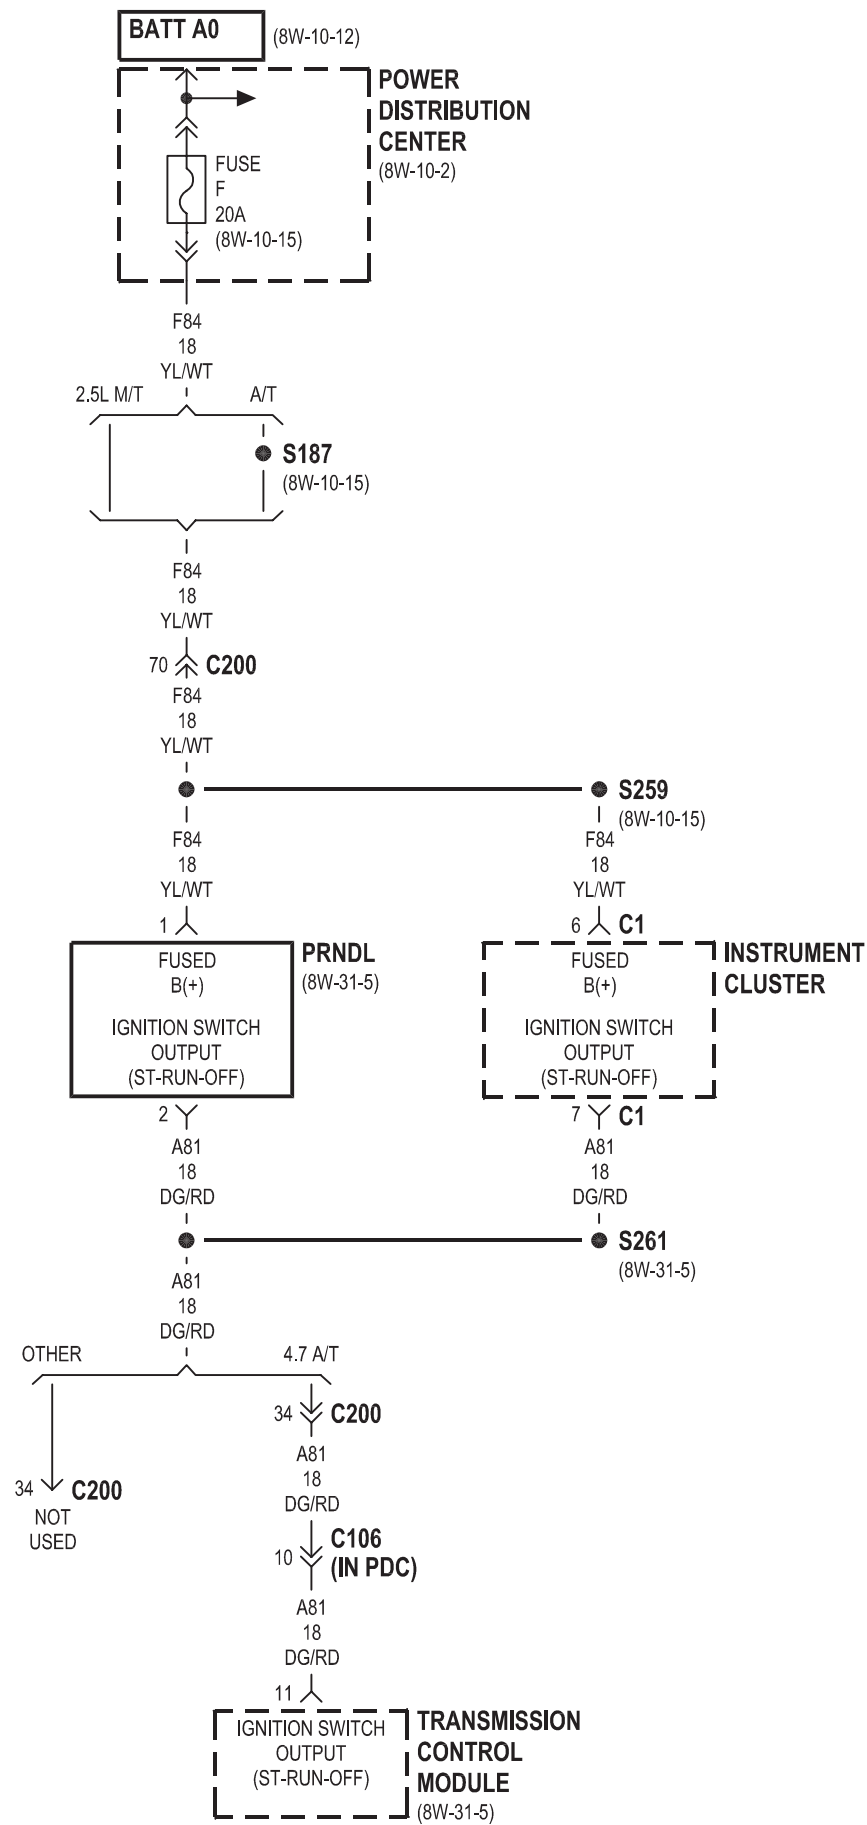 BATT A0
(8W-10-12)
POWER
DISTRIBUTION
CENTER
(8W-10-2)
FUSE
F
20A
(8W-10-15)
F84
18
YL/WT
2.5L M/T
A/T
S187
(8W-10-15)
F84
18
YL/WT
70
C200
F84
18
YL/WT
S259
(8W-10-15)
F84
18
YL/WT
F84
18
YL/WT
1
6
C1
FUSED
B(+)
IGNITION SWITCH
OUTPUT
(ST-RUN-OFF)
PRNDL
(8W-31-5)
FUSED
B(+)
IGNITION SWITCH
OUTPUT
(ST-RUN-OFF)
INSTRUMENT
CLUSTER
2
7
C1
A81
18
DG/RD
A81
18
DG/RD
S261
(8W-31-5)
A81
18
DG/RD
OTHER
4.7 A/T
34
C200
A81
18
DG/RD
34
C200
NOT
USED
10
C106
(IN PDC)
A81
18
DG/RD
11
IGNITION SWITCH
OUTPUT
(ST-RUN-OFF)
TRANSMISSION
CONTROL
MODULE
(8W-31-5)